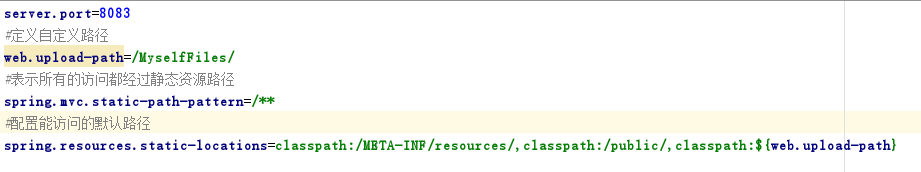 server.port=8083
#定义自定义路径
web.upload-path=/MyselfFiles/
#表示所有的访问都经过静态资源路径
spring.mvc.static-path-pattern=/**
#配置能访问的默认路径
spring.resources.static-locations=classpath:/META-INF/resources/,classpath:/public/,classpath:${web.upload-path}